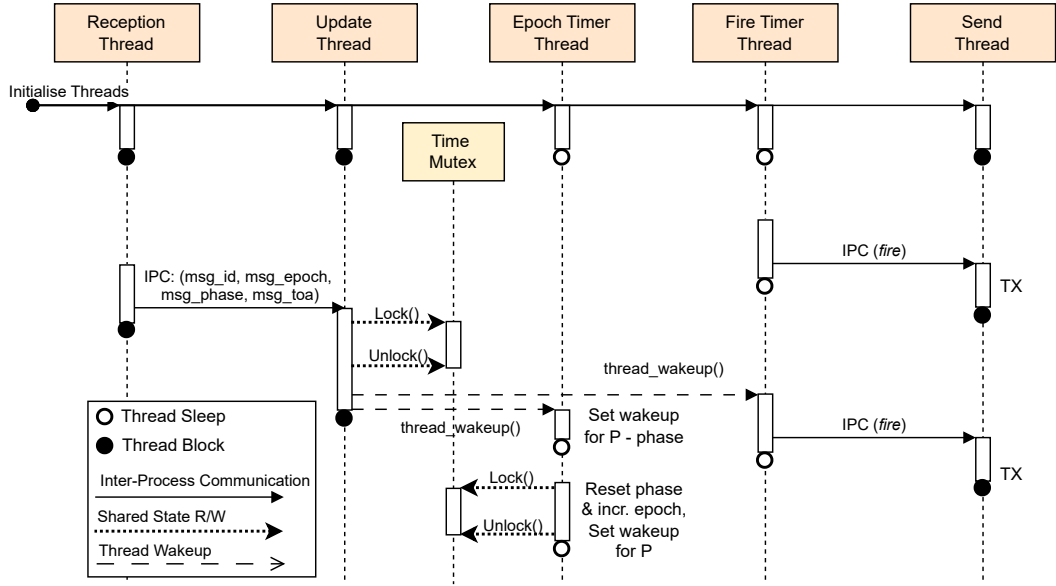 Reception
Thread
Update
Thread
Epoch Timer
Thread
Fire Timer
Thread
Send
Thread
Initialise Threads
Time
Mutex
IPC (fire)
IPC: (msg_id, msg_epoch,
msg_phase, msg_toa)
TX
Lock()
Unlock()
thread_wakeup()
thread_wakeup()
Set wakeup
for P - phase
IPC (fire)
TX
Lock()
Unlock()
Reset phase
& incr. epoch,
Set wakeup
for P
Thread Sleep
Thread Block
Inter-Process Communication
Shared State R/W
Thread Wakeup